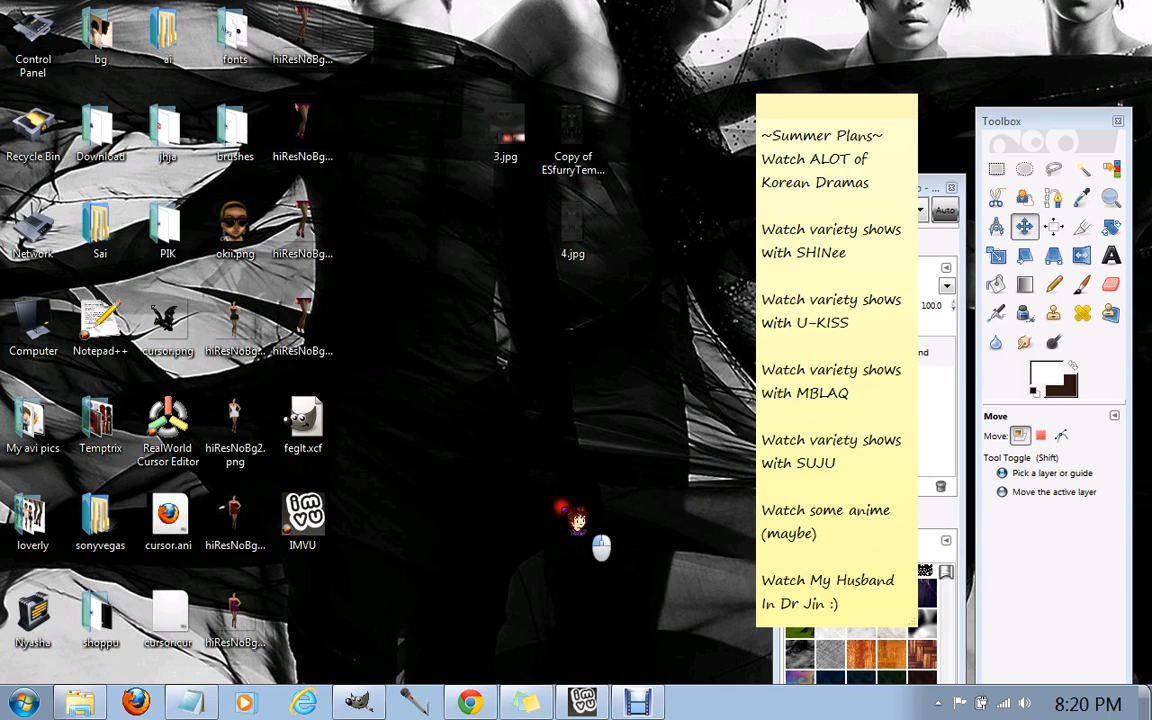 Control
Panel
bg
ai
fonts
hiResNoBg...
Recycle Bin
Download
jhja
brushes
hiResNoBg...
3.jpg
Copy of
ESfurryTem...
Network
Sai
PIK
okii.png
hiResNoBg...
4.jpg
Computer
Notepad++
cursor.png
hiResNoBg...
hiResNoBg...
My avi pics
Temptrix
RealWorld
Cursor Editor
hiResNoBg2.
png
feglt.xcf
loverly
sonyvegas
cursor.ani
hiResNoBg...
IMVU
Nyasha
shoppu
cursor.cur
hiResNoBg...
~Summer Plans~
Watch ALOT of
Korean Dramas
Watch variety shows
with SHINee
Watch variety shows
with U-KISS
Watch variety shows
with MBLAQ
Watch variety shows
with SUJU
Watch some anime
(maybe)
Watch My Husband
In Dr Jin :)
Auto
100.0
Toolbox
Move
Move:
Tool Toggle (Shift)
Pick a layer or guide
Move the active layer
8:20 PM